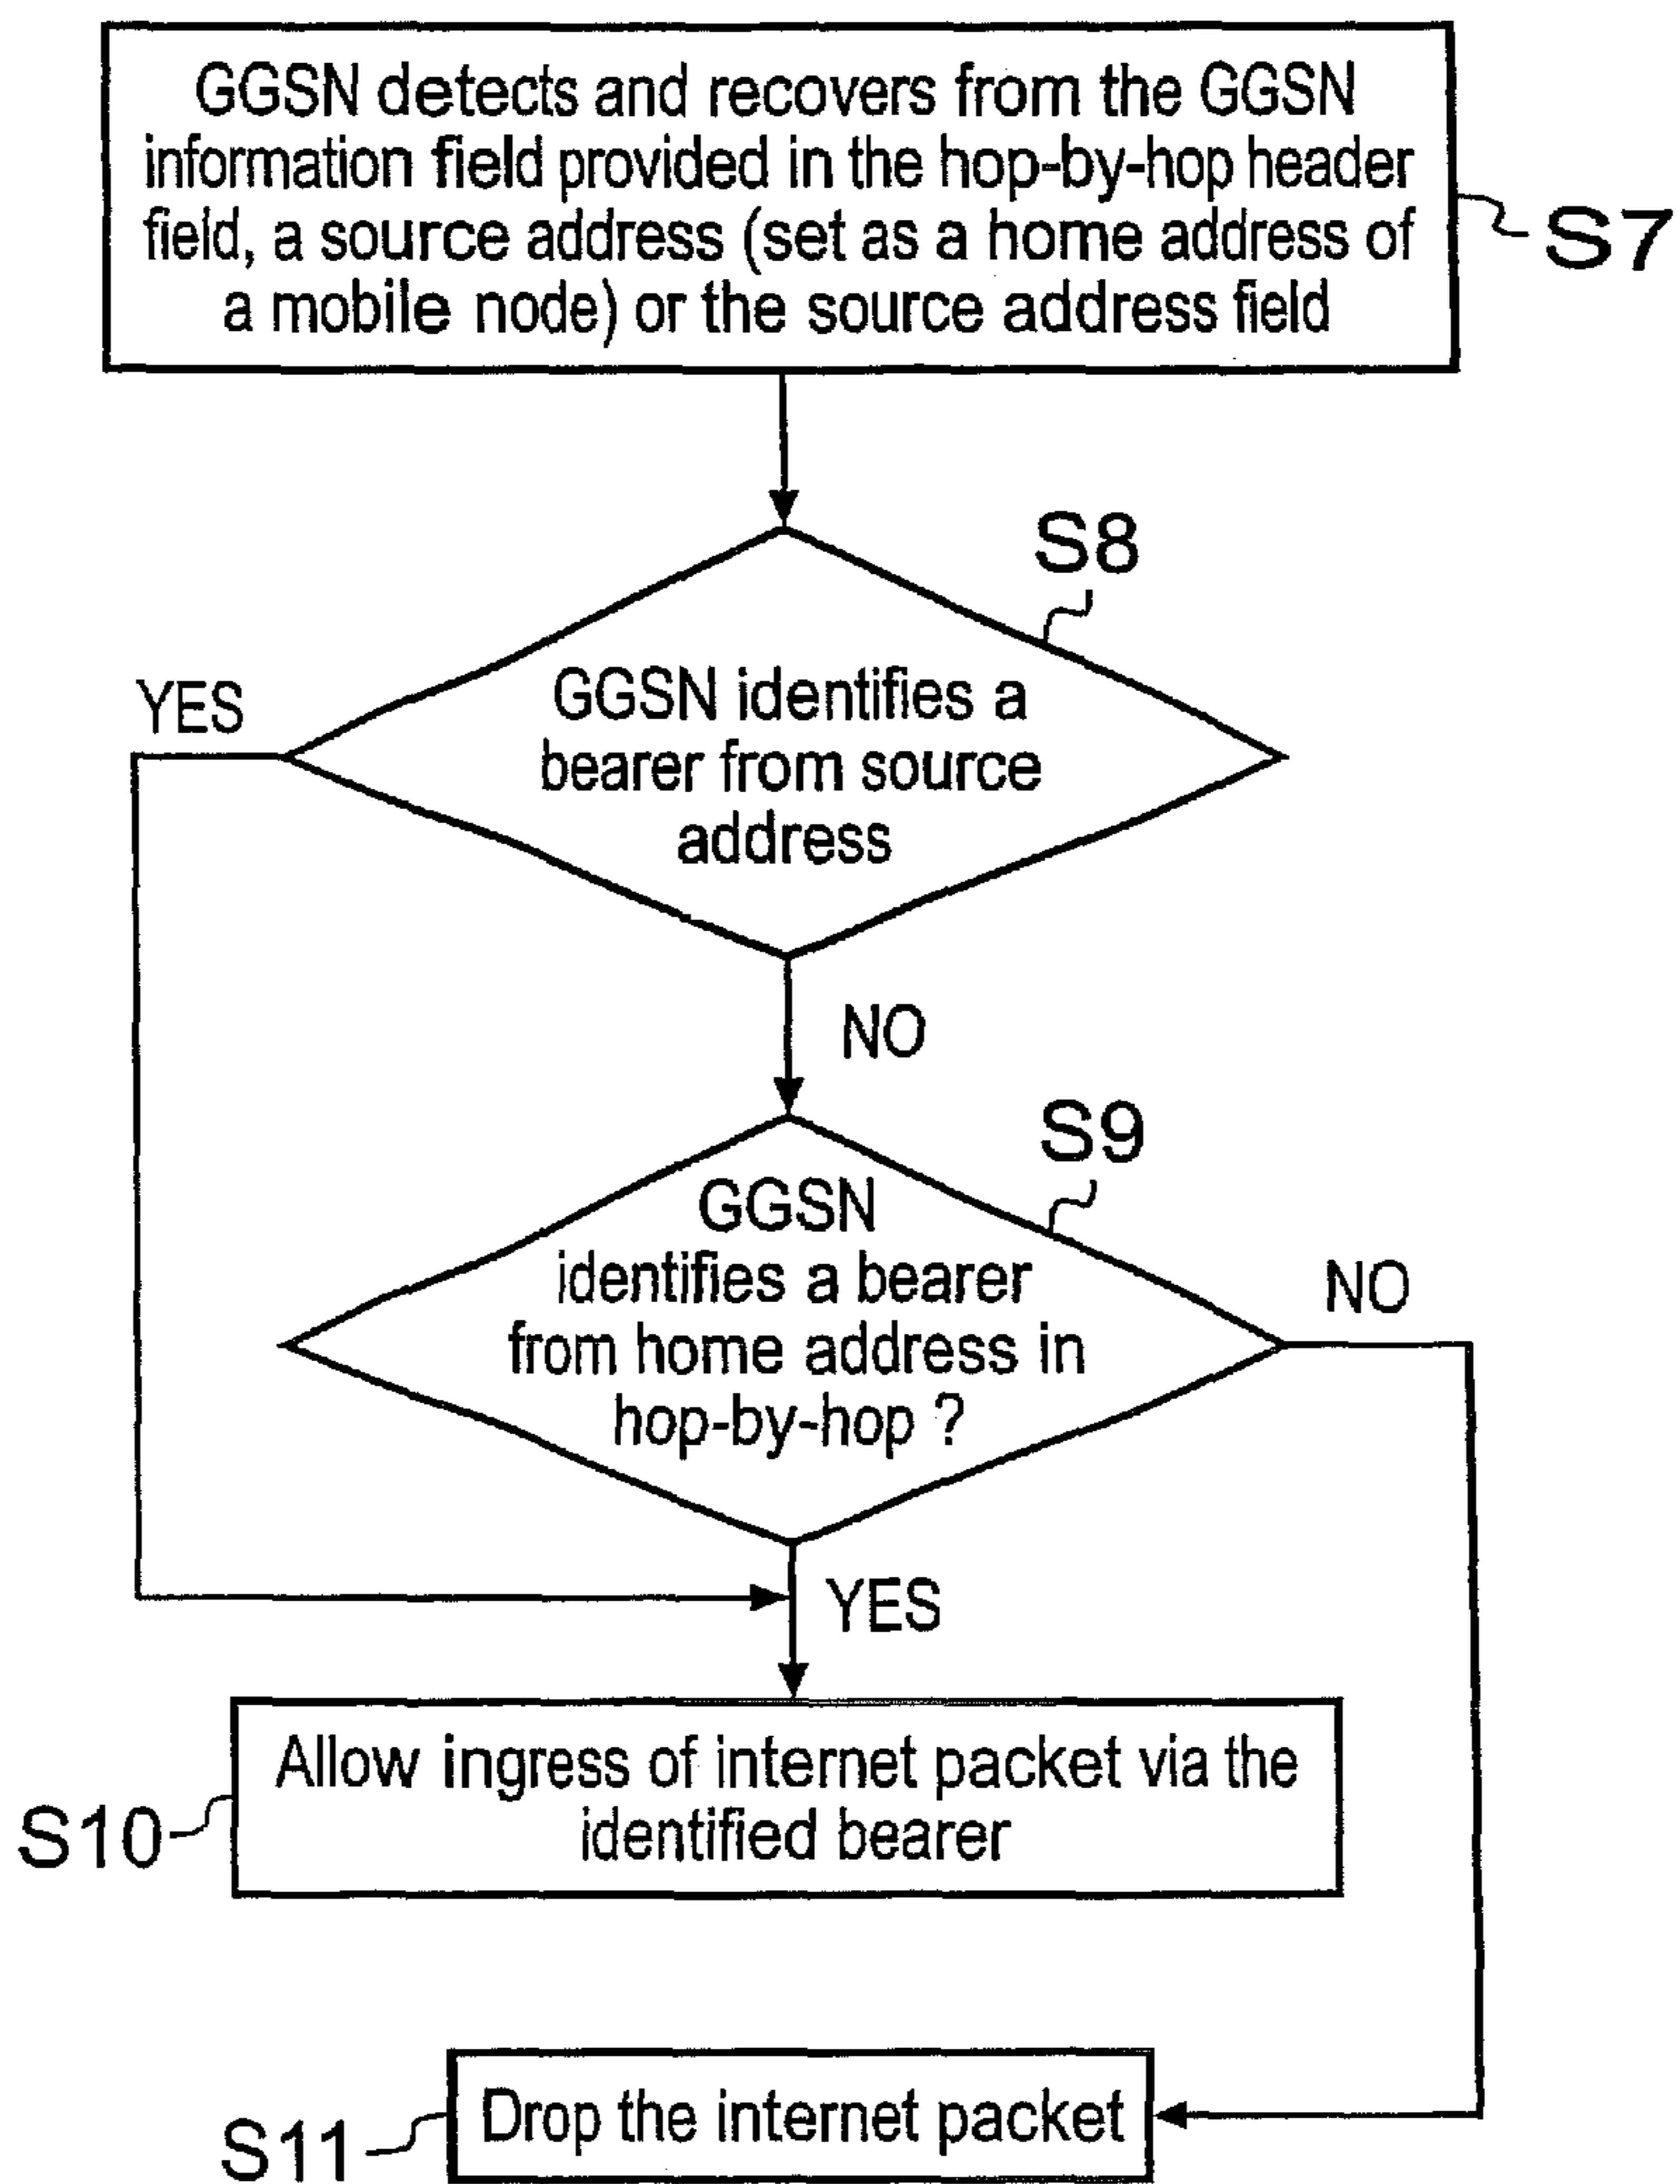 GGSN detects and recovers from the GGSN
information field provided in the hop-by-hop header
field, a source address (set as a home address of
a mobile node) or the source address field
S7
S8
YES
GGSN identifies a
bearer from source
address
NO
S9
GGSN
identifies a bearer
from home address in
hop-by-hop ?
NO
YES
Allow ingress of internet packet via the
identified bearer
S10
Drop the internet packet
S11